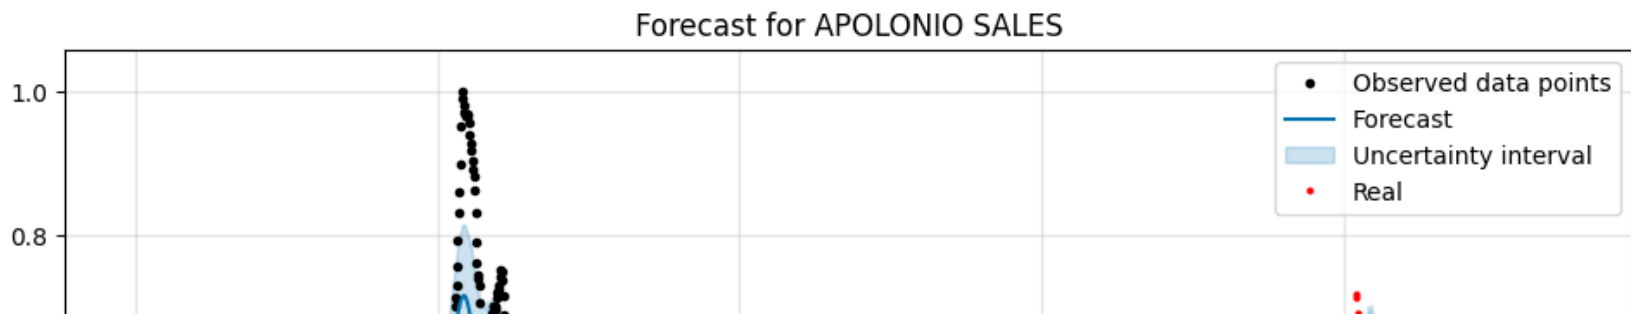 Forecast for APOLONIO SALES
1.0
0.8
Observed data points
Forecast
Uncertainty interval
Real